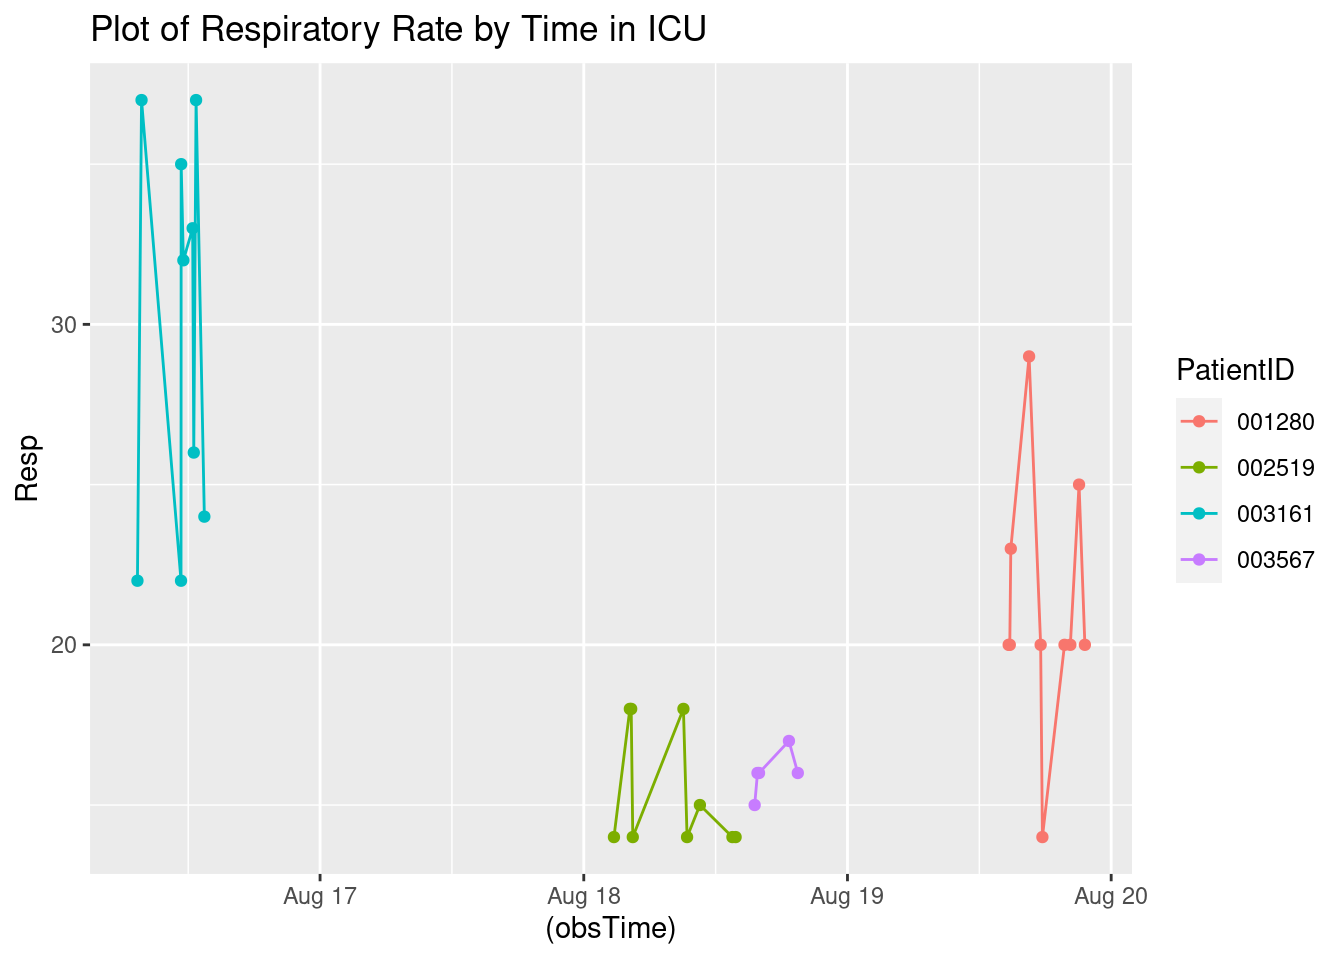 Plot of Respiratory Rate by Time in ICU
Resp
30
20
Aug 17
Aug 18
Aug 19
Aug 20
(obsTime)
PatientID
001280
002519
003161
003567